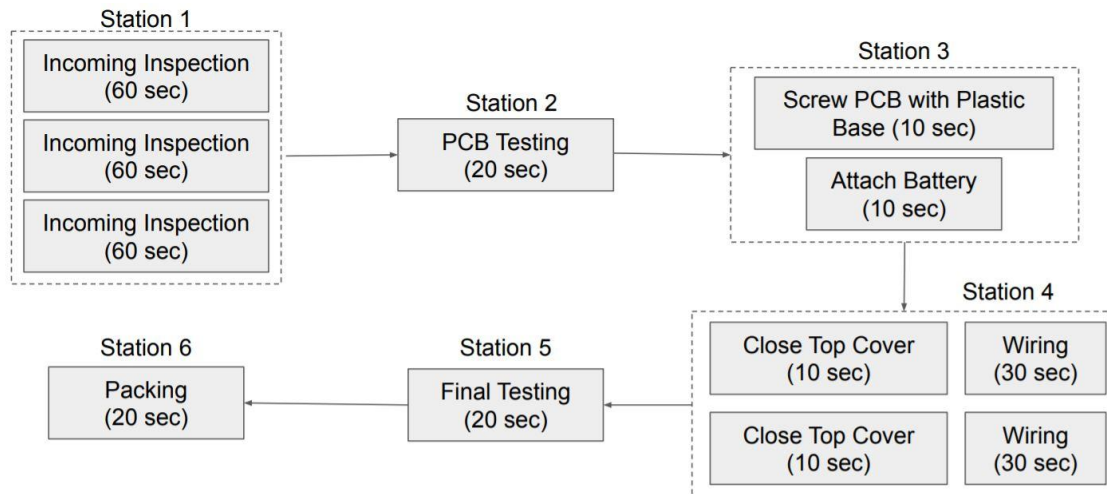 Station 1
Incoming Inspection
(60 sec)
Incoming Inspection
(60 sec)
Incoming Inspection
(60 sec)
Station 2
PCB Testing
(20 sec)
Station 3
Screw PCB with Plastic
Base (10 sec)
Attach Battery
(10 sec)
Station 4
Close Top Cover
(10 sec)
Wiring
(30 sec)
Close Top Cover
(10 sec)
Wiring
(30 sec)
Station 5
Final Testing
(20 sec)
Station 6
Packing
(20 sec)